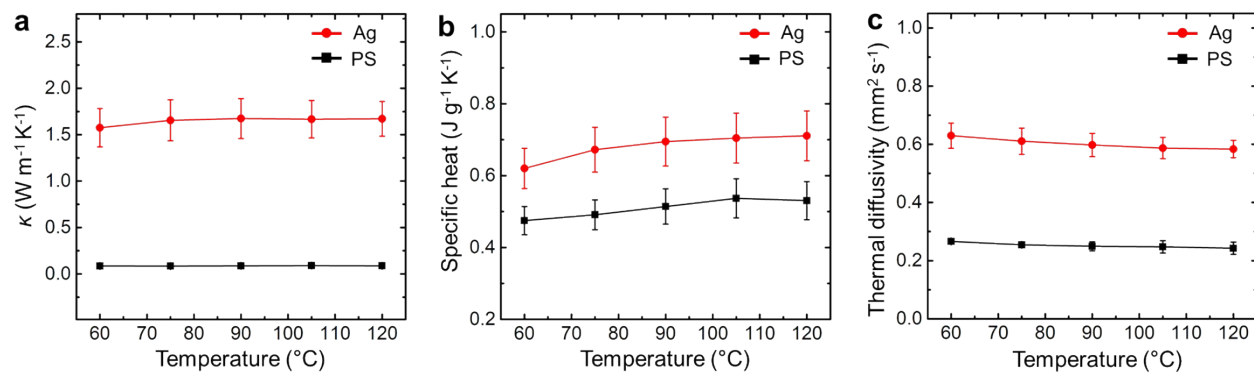 a
Ag
PS
2.5
2.0
1.5
1.0
0.5
0.0
κ (W m⁻¹ K⁻¹)
60 70 80 90 100 110 120
Temperature (°C)
b
Ag
PS
1.0
0.8
0.6
0.4
0.2
Specific heat (J g⁻¹ K⁻¹)
60 70 80 90 100 110 120
Temperature (°C)
c
Ag
PS
1.0
0.8
0.6
0.4
0.2
0.0
Thermal diffusivity (mm² s⁻¹)
60 70 80 90 100 110 120
Temperature (°C)